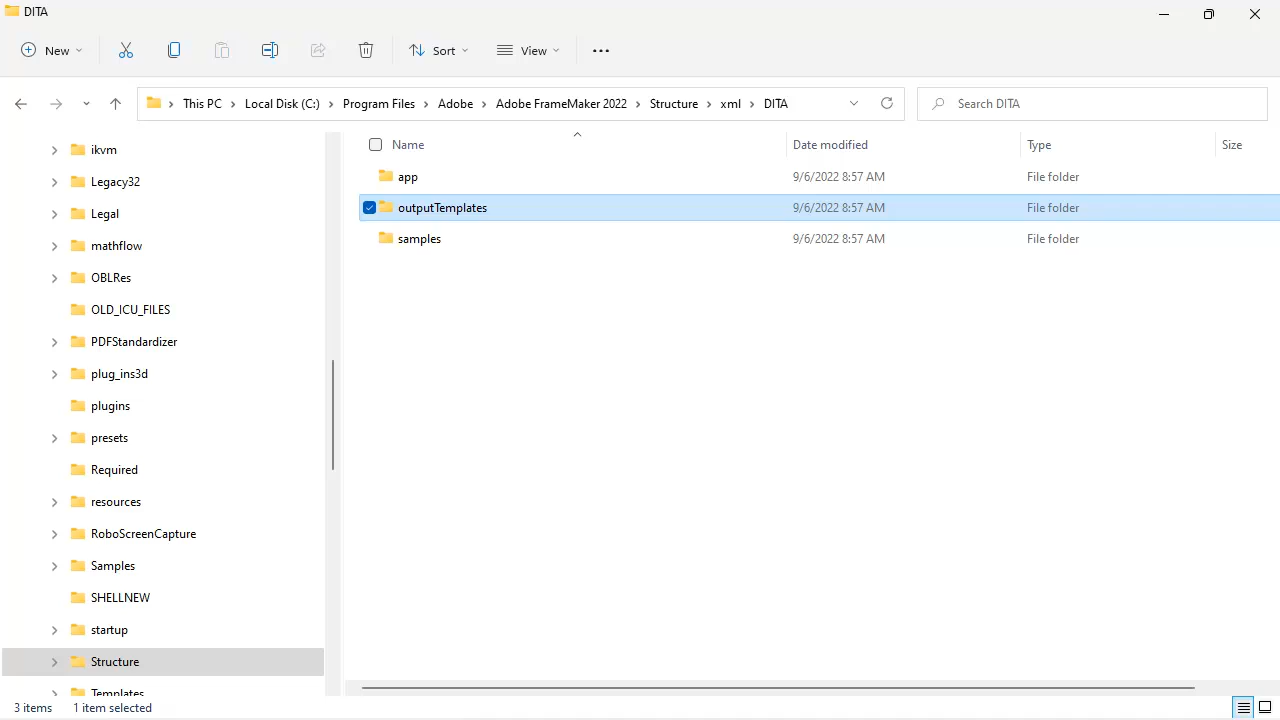 DITA
New
Sort
View
This PC
Local Disk (C:)
Program Files
Adobe
Adobe FrameMaker 2022
Structure
xml
DITA
Search DITA
ikvm
Legacy32
Legal
mathflow
OBLRes
OLD_ICU_FILES
PDFStandardizer
plug_ins3d
plugins
presets
Required
resources
RoboScreenCapture
Samples
SHELLNEW
startup
Structure
Templates
Name Date modified Type Size
app 9/6/2022 8:57 AM File folder
outputTemplates 9/6/2022 8:57 AM File folder
samples 9/6/2022 8:57 AM File folder
3 items 1 item selected